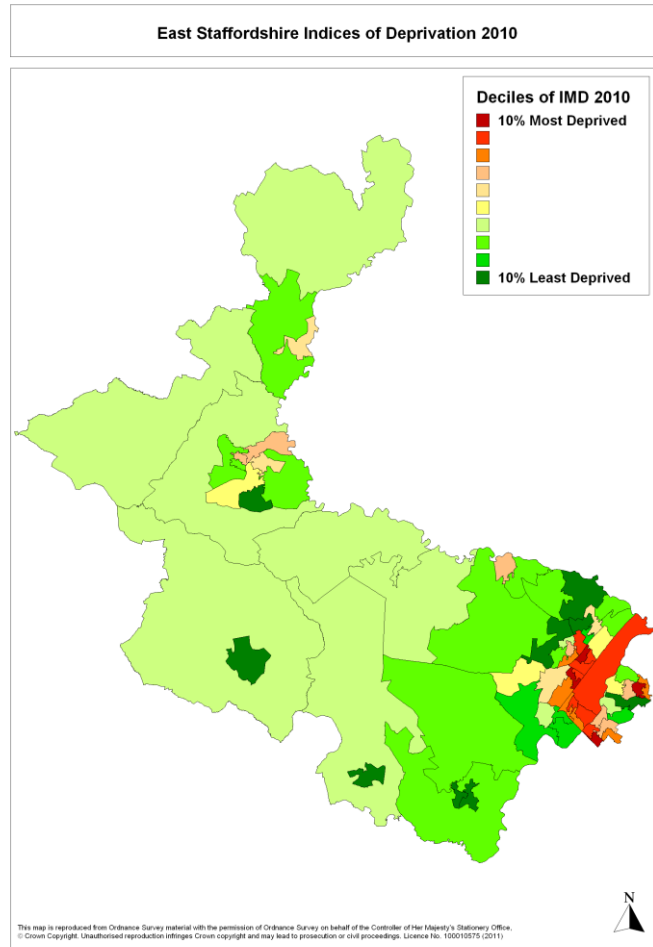 East Staffordshire Indices of Deprivation 2010
Deciles of IMD 2010
10% Most Deprived
10% Least Deprived
N
This map is reproduced from Ordnance Survey material with the permission of Ordnance Survey on behalf of the Controller of Her Majesty's Stationery Office,
© Crown Copyright. Unauthorised reproduction infringes Crown copyright and may lead to prosecution or civil proceedings. Licence No. 100010575 (2011)